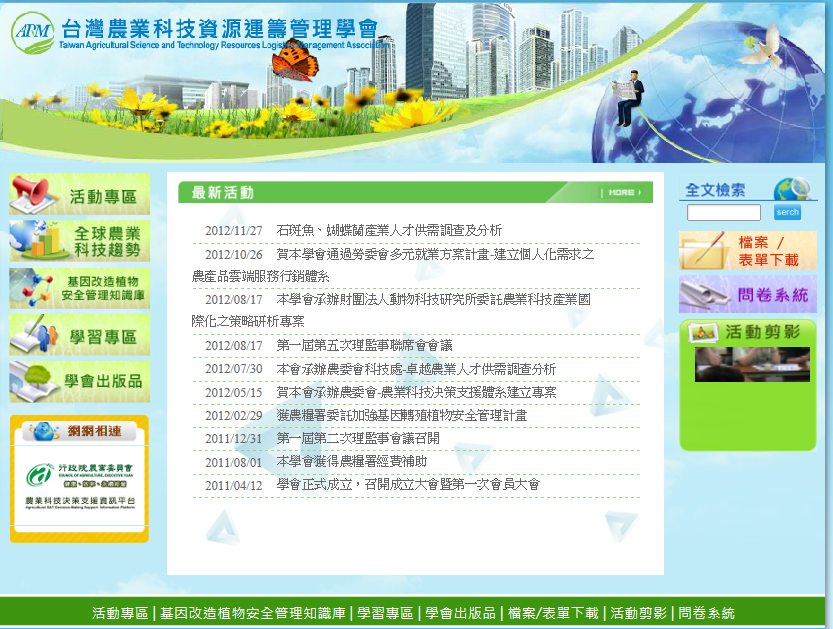 APM 台灣農業科技資源運籌管理學會
Taiwan Agricultural Science and Technology Resources Logistics Management Association
活動專區
全球農業
科技趨勢
基因改造植物
安全管理知識庫
學習專區
學會出版品
網網相連
行政院農業委員會
COUNCIL OF AGRICULTURE, EXECUTIVE YUAN
農業科技決策支援資訊平台
Agricultural S&T Decision-Making Support Information Platform
最新活動
MORE
2012/11/27 石斑魚、蝴蝶蘭產業人才供需調查及分析
2012/10/26 賀本學會通過勞委會多元就業方案計畫-建立個人化需求之
農產品雲端服務行銷體系
2012/08/17 本學會承辦財團法人動物科技研究所委託農業科技產業國
際化之策略研析專案
2012/08/17 第一屆第五次理監事聯席會會議
2012/07/30 本會承辦農委會科技處-卓越農業人才供需調查分析
2012/05/15 賀本會承辦農委會-農業科技決策支援體系建立專案
2012/02/29 獲農糧署委託加強基因轉殖植物安全管理計畫
2011/12/31 第一屆第二次理監事會議召開
2011/08/01 本學會獲得農糧署經費補助
2011/04/12 學會正式成立，召開成立大會暨第一次會員大會
全文檢索
serch
檔案 /
表單下載
問卷系統
活動剪影
活動專區 | 基因改造植物安全管理知識庫 | 學習專區 | 學會出版品 | 檔案/表單下載 | 活動剪影 | 問卷系統